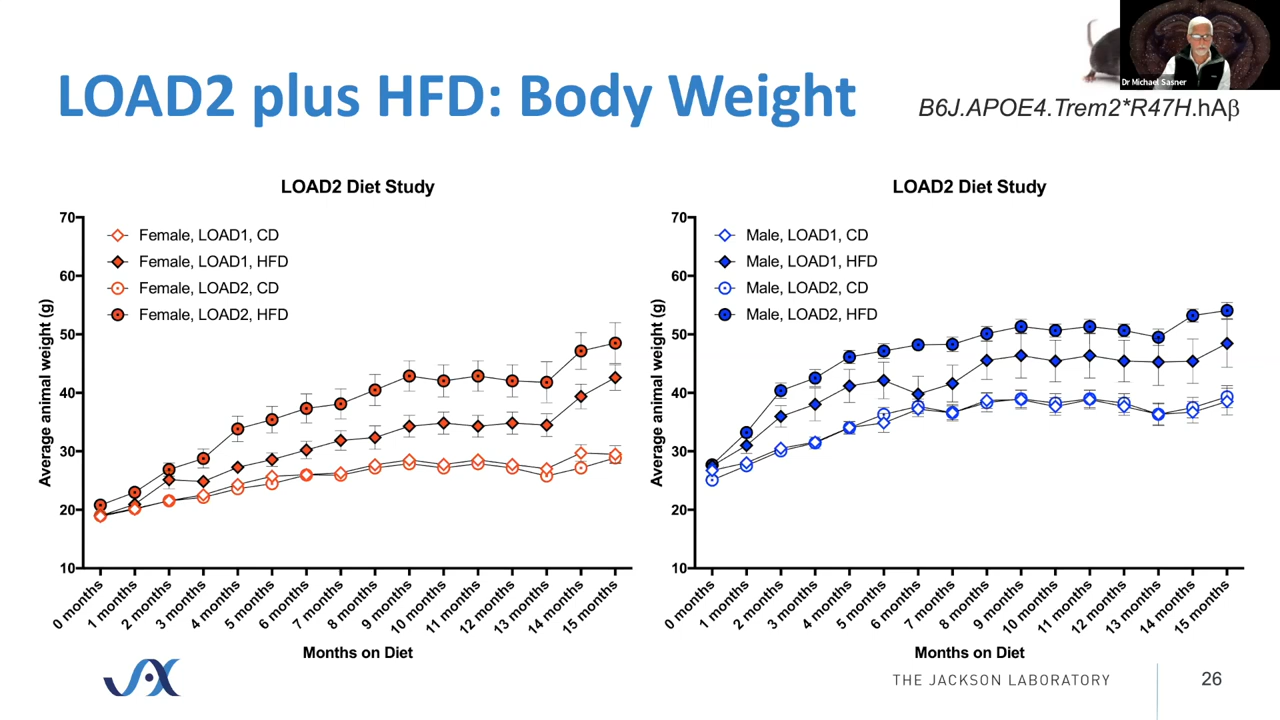 Dr Michael Sasner
LOAD2 plus HFD: Body Weight
B6J.APOE4.Trem2*R47H.hAβ
LOAD2 Diet Study
Average animal weight (g)
70
60
50
40
30
20
10
Female, LOAD1, CD
Female, LOAD1, HFD
Female, LOAD2, CD
Female, LOAD2, HFD
0 months
1 months
2 months
3 months
4 months
5 months
6 months
7 months
8 months
9 months
10 months
11 months
12 months
13 months
14 months
15 months
Months on Diet
LOAD2 Diet Study
Average animal weight (g)
70
60
50
40
30
20
10
Male, LOAD1, CD
Male, LOAD1, HFD
Male, LOAD2, CD
Male, LOAD2, HFD
0 months
1 months
2 months
3 months
4 months
5 months
6 months
7 months
8 months
9 months
10 months
11 months
12 months
13 months
14 months
15 months
Months on Diet
JAX
THE JACKSON LABORATORY
26